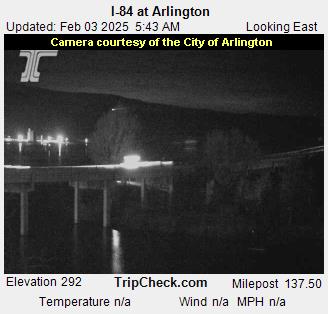 I-84 at Arlington
Updated: Feb 03 2025 5:43 AM Looking East
Camera courtesy of the City of Arlington
Elevation 292 TripCheck.com Milepost 137.50
Temperature n/a Wind n/a MPH n/a